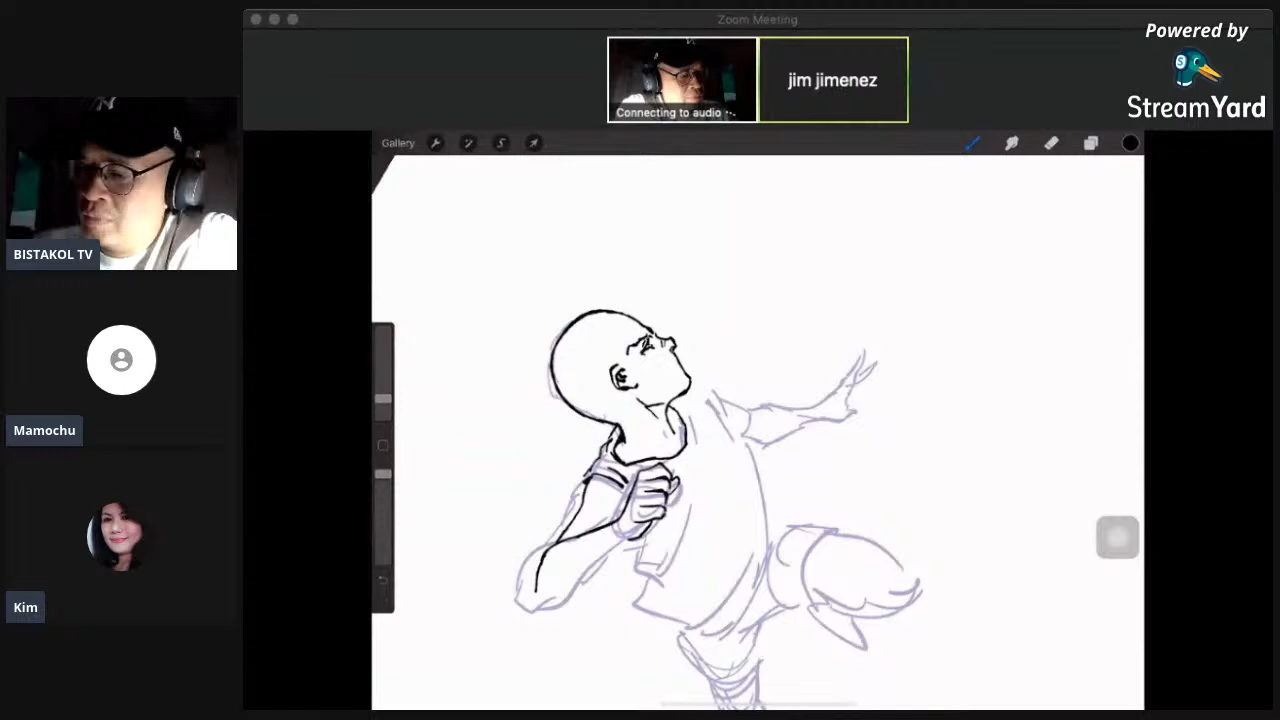 Zoom Meeting
Powered by
StreamYard
jim jimenez
Connecting to audio ···
Gallery
BISTAKOL TV
Mamochu
Kim